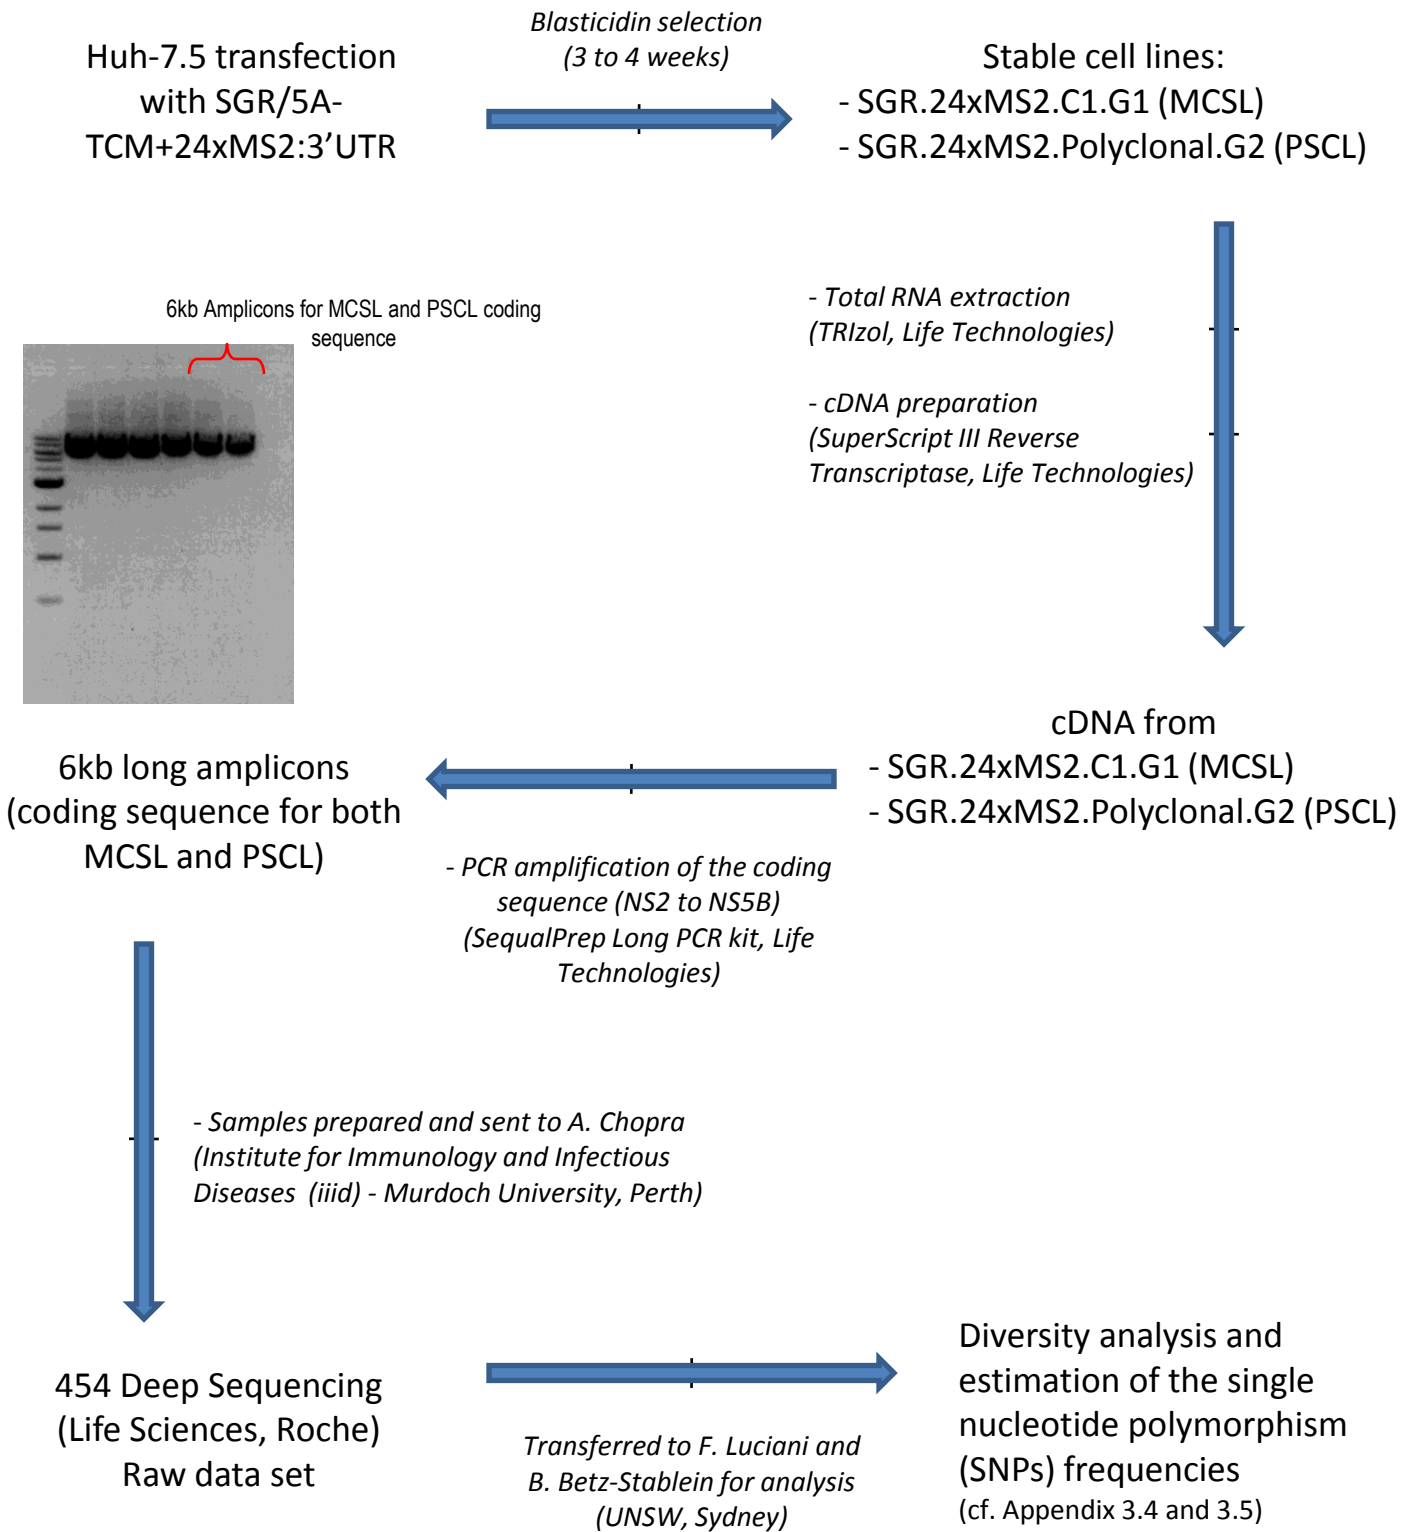 Huh-7.5 transfection
with SGR/5A-
TCM+24xMS2:3’UTR
Blasticidin selection
(3 to 4 weeks)
Stable cell lines:
- SGR.24xMS2.C1.G1 (MCSL)
- SGR.24xMS2.Polyclonal.G2 (PSCL)
- Total RNA extraction
(TRIzol, Life Technologies)
- cDNA preparation
(SuperScript III Reverse
Transcriptase, Life Technologies)
6kb Amplicons for MCSL and PSCL coding
sequence
cDNA from
- SGR.24xMS2.C1.G1 (MCSL)
- SGR.24xMS2.Polyclonal.G2 (PSCL)
- PCR amplification of the coding
sequence (NS2 to NS5B)
(SequalPrep Long PCR kit, Life
Technologies)
6kb long amplicons
(coding sequence for both
MCSL and PSCL)
- Samples prepared and sent to A. Chopra
(Institute for Immunology and Infectious
Diseases (iiid) - Murdoch University, Perth)
454 Deep Sequencing
(Life Sciences, Roche)
Raw data set
Transferred to F. Luciani and
B. Betz-Stablein for analysis
(UNSW, Sydney)
Diversity analysis and
estimation of the single
nucleotide polymorphism
(SNPs) frequencies
(cf. Appendix 3.4 and 3.5)